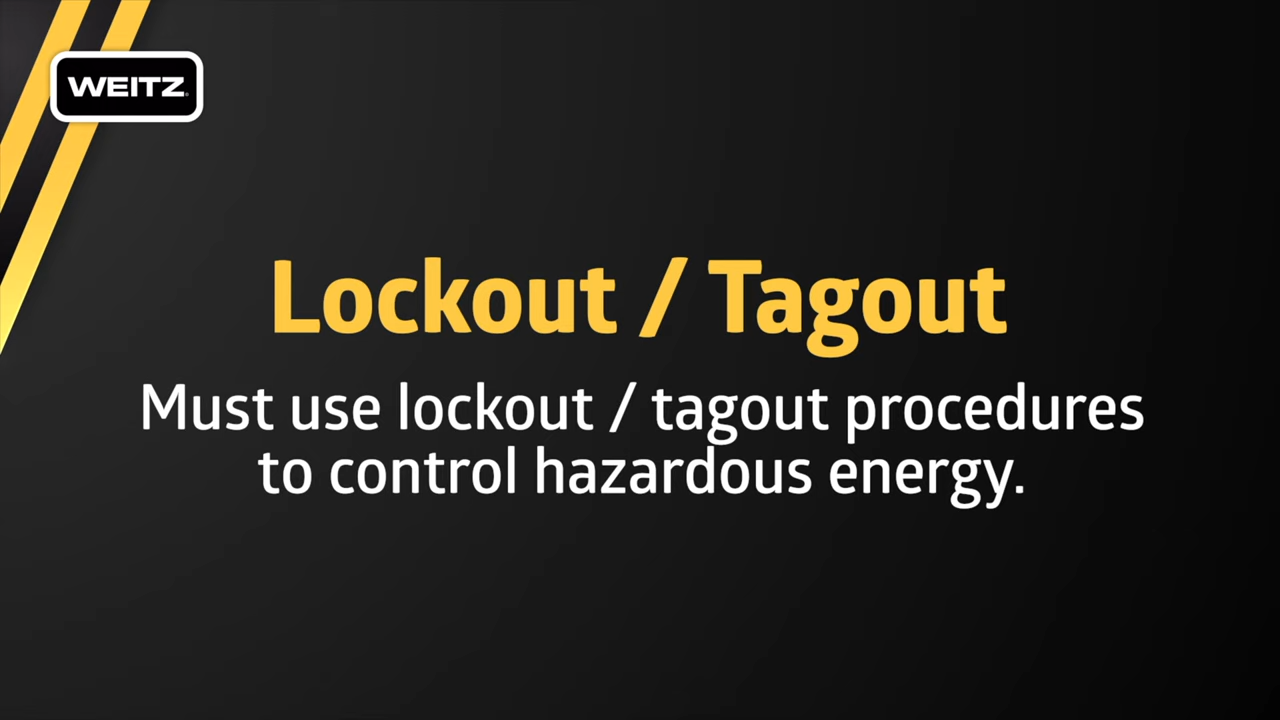 WEITZ
Lockout / Tagout
Must use lockout / tagout procedures
to control hazardous energy.